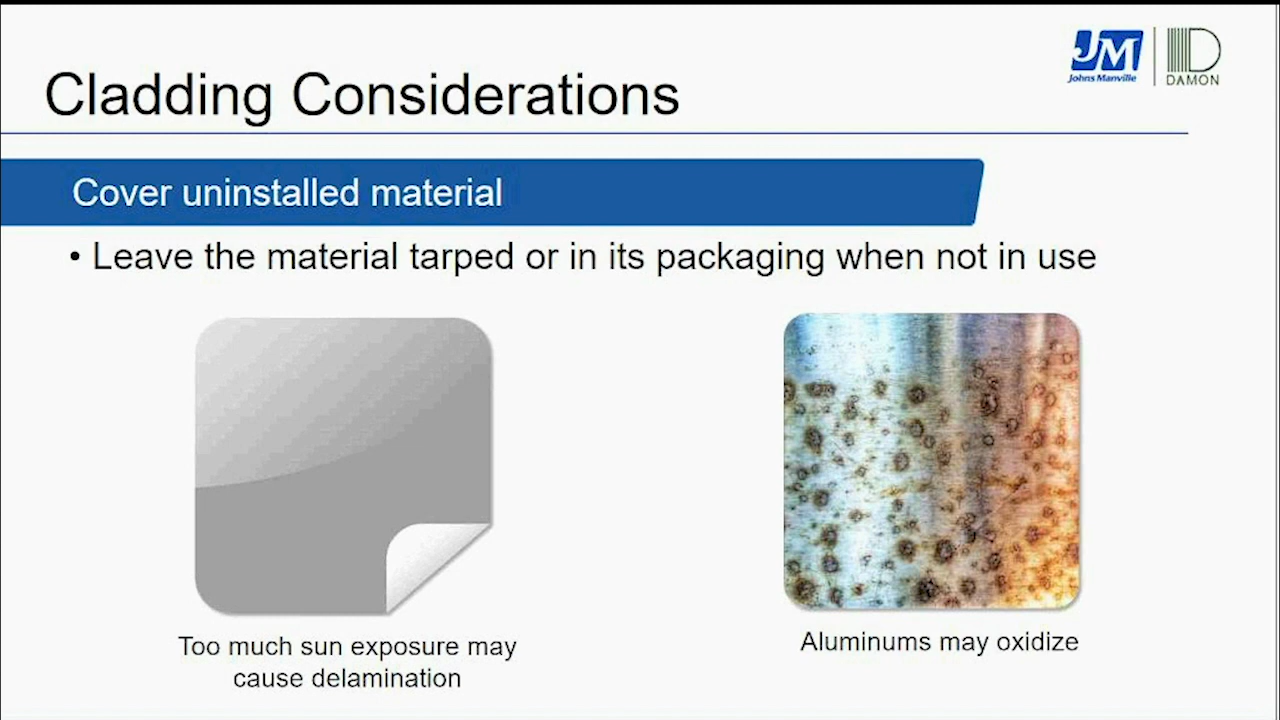 JM
Johns Manville
DAMON
Cladding Considerations
Cover uninstalled material
• Leave the material tarped or in its packaging when not in use
Too much sun exposure may
cause delamination
Aluminums may oxidize